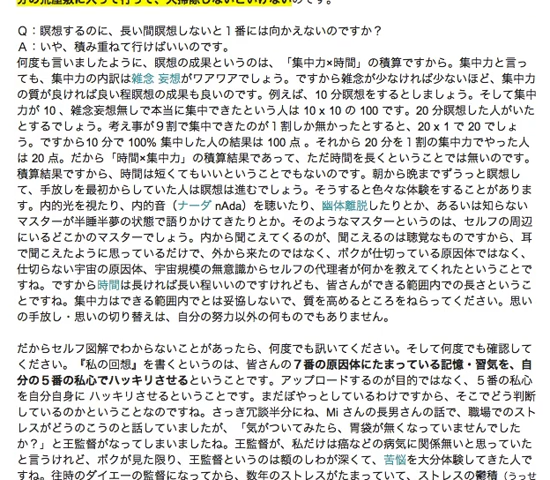 分の荒屋敷に入って行って、大掃除しないといけないのです。
Q：瞑想するのに、長い間瞑想しないと１番には向かえないのですか？
A：いや、積み重ねて行けばいいのです。
何度も言いましたように、瞑想の成果というのは、「集中力×時間」の積算ですから。集中力と言っ
ても、集中力の内訳は雑念 妄想がワアワアでしょう。ですから雑念が少なければ少ないほど、集中力
の質が良ければ良い程瞑想の成果も良いのです。例えば、10 分瞑想をするとしましょう。そして集中
力が 10 、雑念妄想無しで本当に集中できたという人は 10 x 10 の 100 です。20 分瞑想した人がいた
とするでしょう。考え事が９割で集中できたのが１割しか無かったとすると、20 x 1 で 20 でしょ
う。ですから10 分で 100% 集中した人の結果は 100 点 。それから 20 分を１割の集中力でやった人
は 20 点。だから「時間×集中力」の積算結果であって、ただ時間を長くということでは無いのです。
積算結果ですから、時間は短くてもいいということでもないのです。朝から晩までずうっと瞑想し
て、手放しを最初からしていた人は瞑想は進むでしょう。そうすると色々な体験をすることがありま
す。内的光を視たり、内的音（ナーダ nAda）を聴いたり、幽体離脱したりとか、あるいは知らない
マスターが半睡半夢の状態で語りかけてきたりとか。そのようなマスターというのは、セルフの周辺
にいるどこかのマスターでしょう。内から聞こえてくるのが、聞こえるのは聴覚なものですから、耳
で聞こえたように思っているだけで、外から来たのではなく、ボクが仕切っている原因体ではなく、
仕切らない宇宙の原因体、宇宙規模の無意識からセルフの代理者が何かを教えてくれたということで
すね。ですから時間は長ければ長い程いいのですけれども、皆さんができる範囲内での長さというこ
とですね。集中力はできる範囲内でとは妥協しないで、質を高めるところをねらってください。思い
の手放し・思いの切り替えは、自分の努力以外の何ものでもありません。
だからセルフ図解でわからないことがあったら、何度でも訊いてください。そして何度でも確認して
ください。『私の回想』を書くというのは、皆さんの７番の原因体にたまっている記憶・習気を、自
分の５番の私心でハッキリさせるということです。アップロードするのが目的ではなく、５番の私心
を自分自身に ハッキリさせるということです。まだぼやっとしているわけですから、そこでどう判断
しているのかということなのですね。さっき冗談半分にね、Mi さんの長男さんの話で、職場でのスト
レスがどうのこうのと話していましたが、「気がついてみたら、胃袋が無くなっていませんでした
か？」と王監督がなってしまいましたね。王監督が、私だけは癌などの病気に関係無いと思っていた
と言うけれど、ボクが見た限り、王監督というのは額のしわが深くて、苦悩を大分体験してきた人で
すね。往時のダイエーの監督になってから、数年のストレスがたまっていて、ストレスの鬱積（うっせ